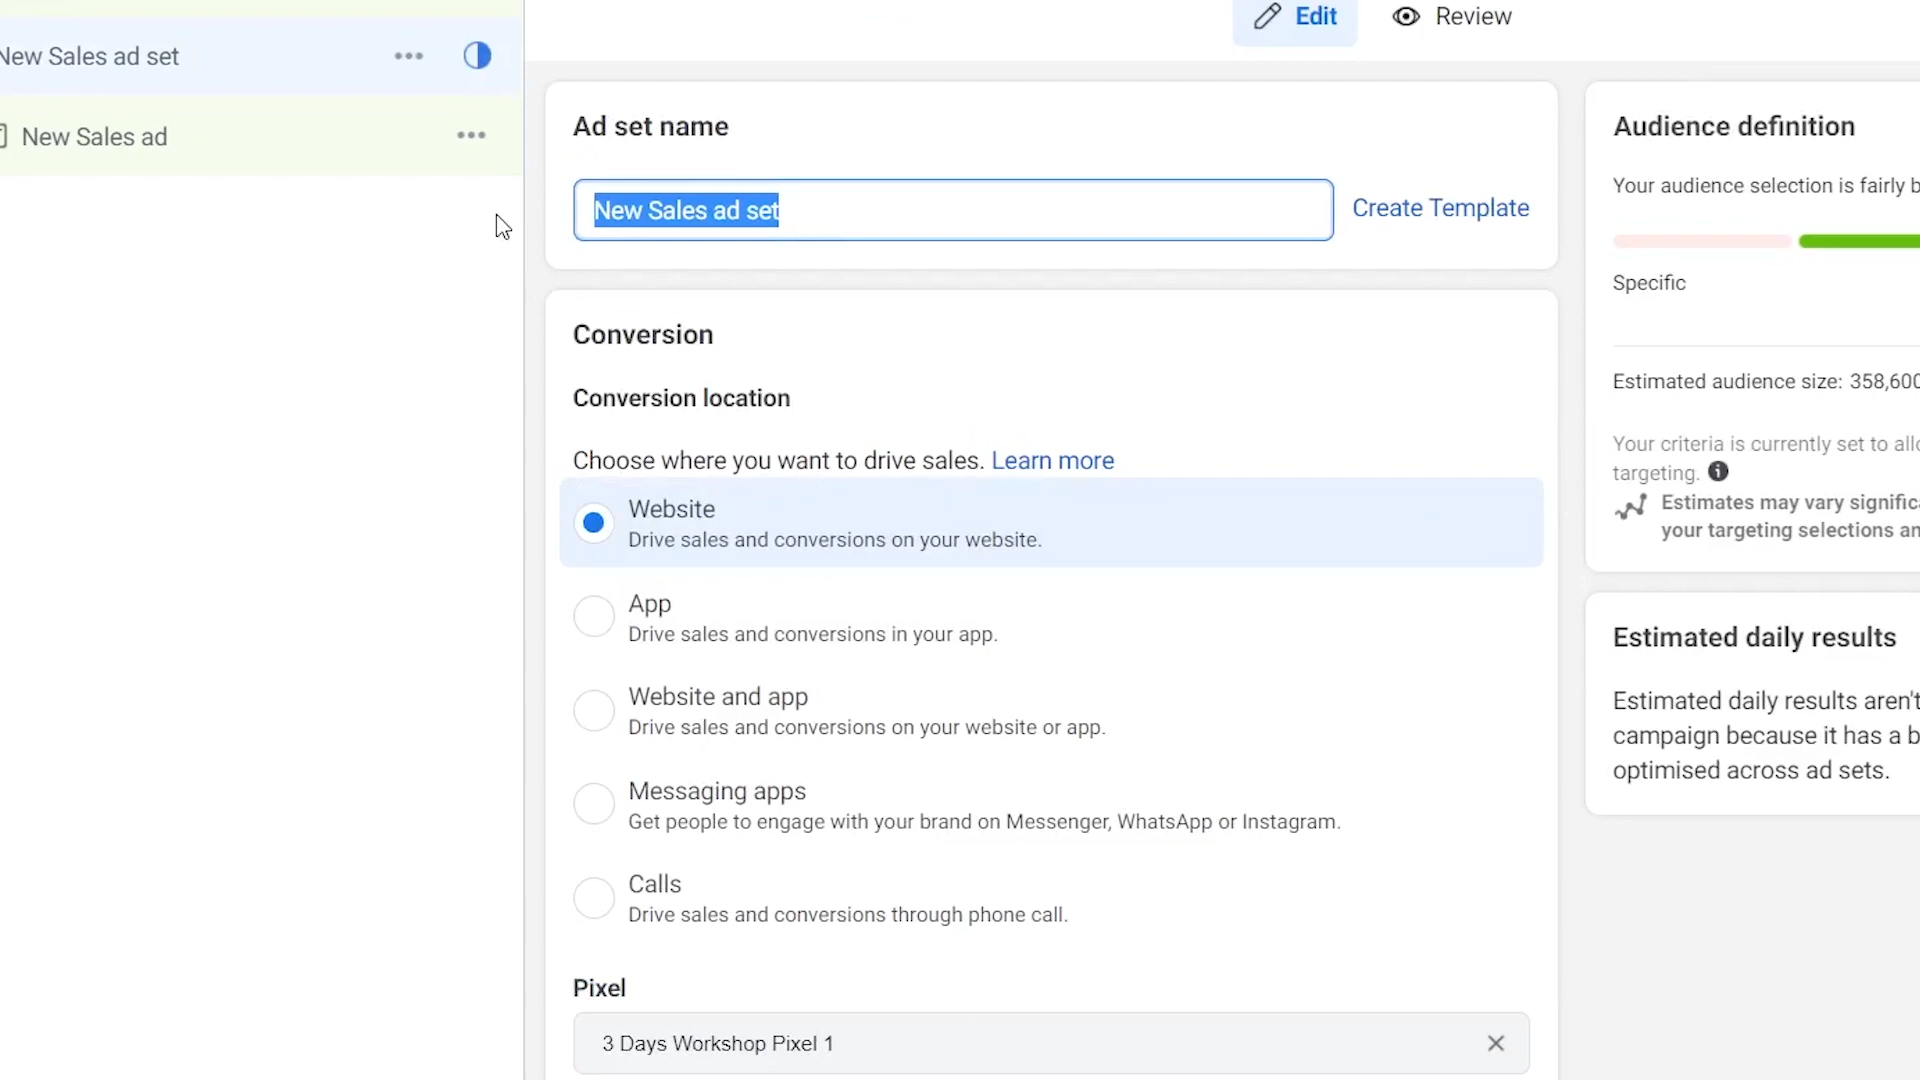 Edit
Review
New Sales ad set
New Sales ad
Ad set name
New Sales ad set
Create Template
Conversion
Conversion location
Choose where you want to drive sales. Learn more
Website
Drive sales and conversions on your website.
App
Drive sales and conversions in your app.
Website and app
Drive sales and conversions on your website or app.
Messaging apps
Get people to engage with your brand on Messenger, WhatsApp or Instagram.
Calls
Drive sales and conversions through phone call.
Pixel
3 Days Workshop Pixel 1
Audience definition
Your audience selection is fairly
Specific
Estimated audience size: 358,600
Your criteria is currently set to
targeting.
Estimates may vary
your targeting selections
Estimated daily results
Estimated daily results aren't
campaign because it has a
optimised across ad sets.